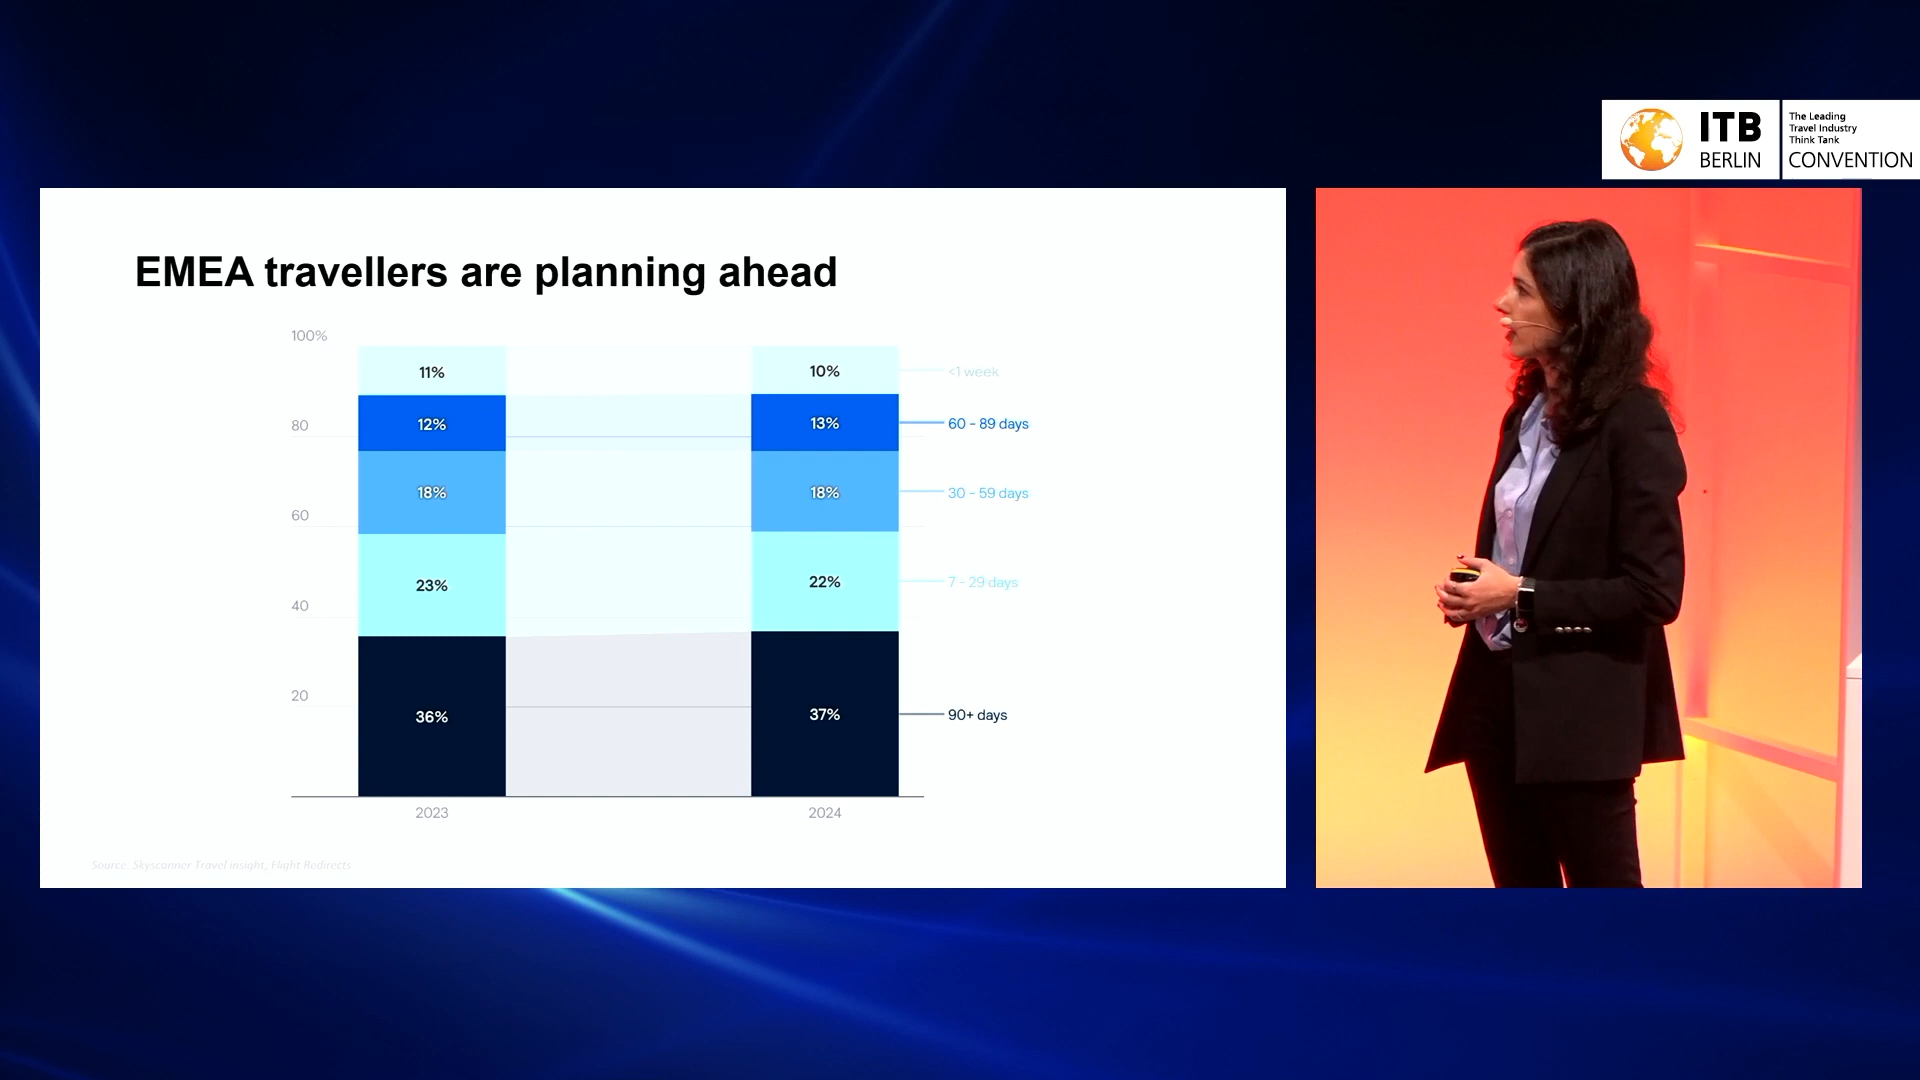 ITB
BERLIN
The Leading
Travel Industry
Think Tank
CONVENTION
EMEA travellers are planning ahead
100%
80
60
40
20
11%
12%
18%
23%
36%
10%
13%
18%
22%
37%
<1 week
60 - 89 days
30 - 59 days
7 - 29 days
90+ days
2023
2024
Source: Skyscanner Travel insight, Flight Redirects